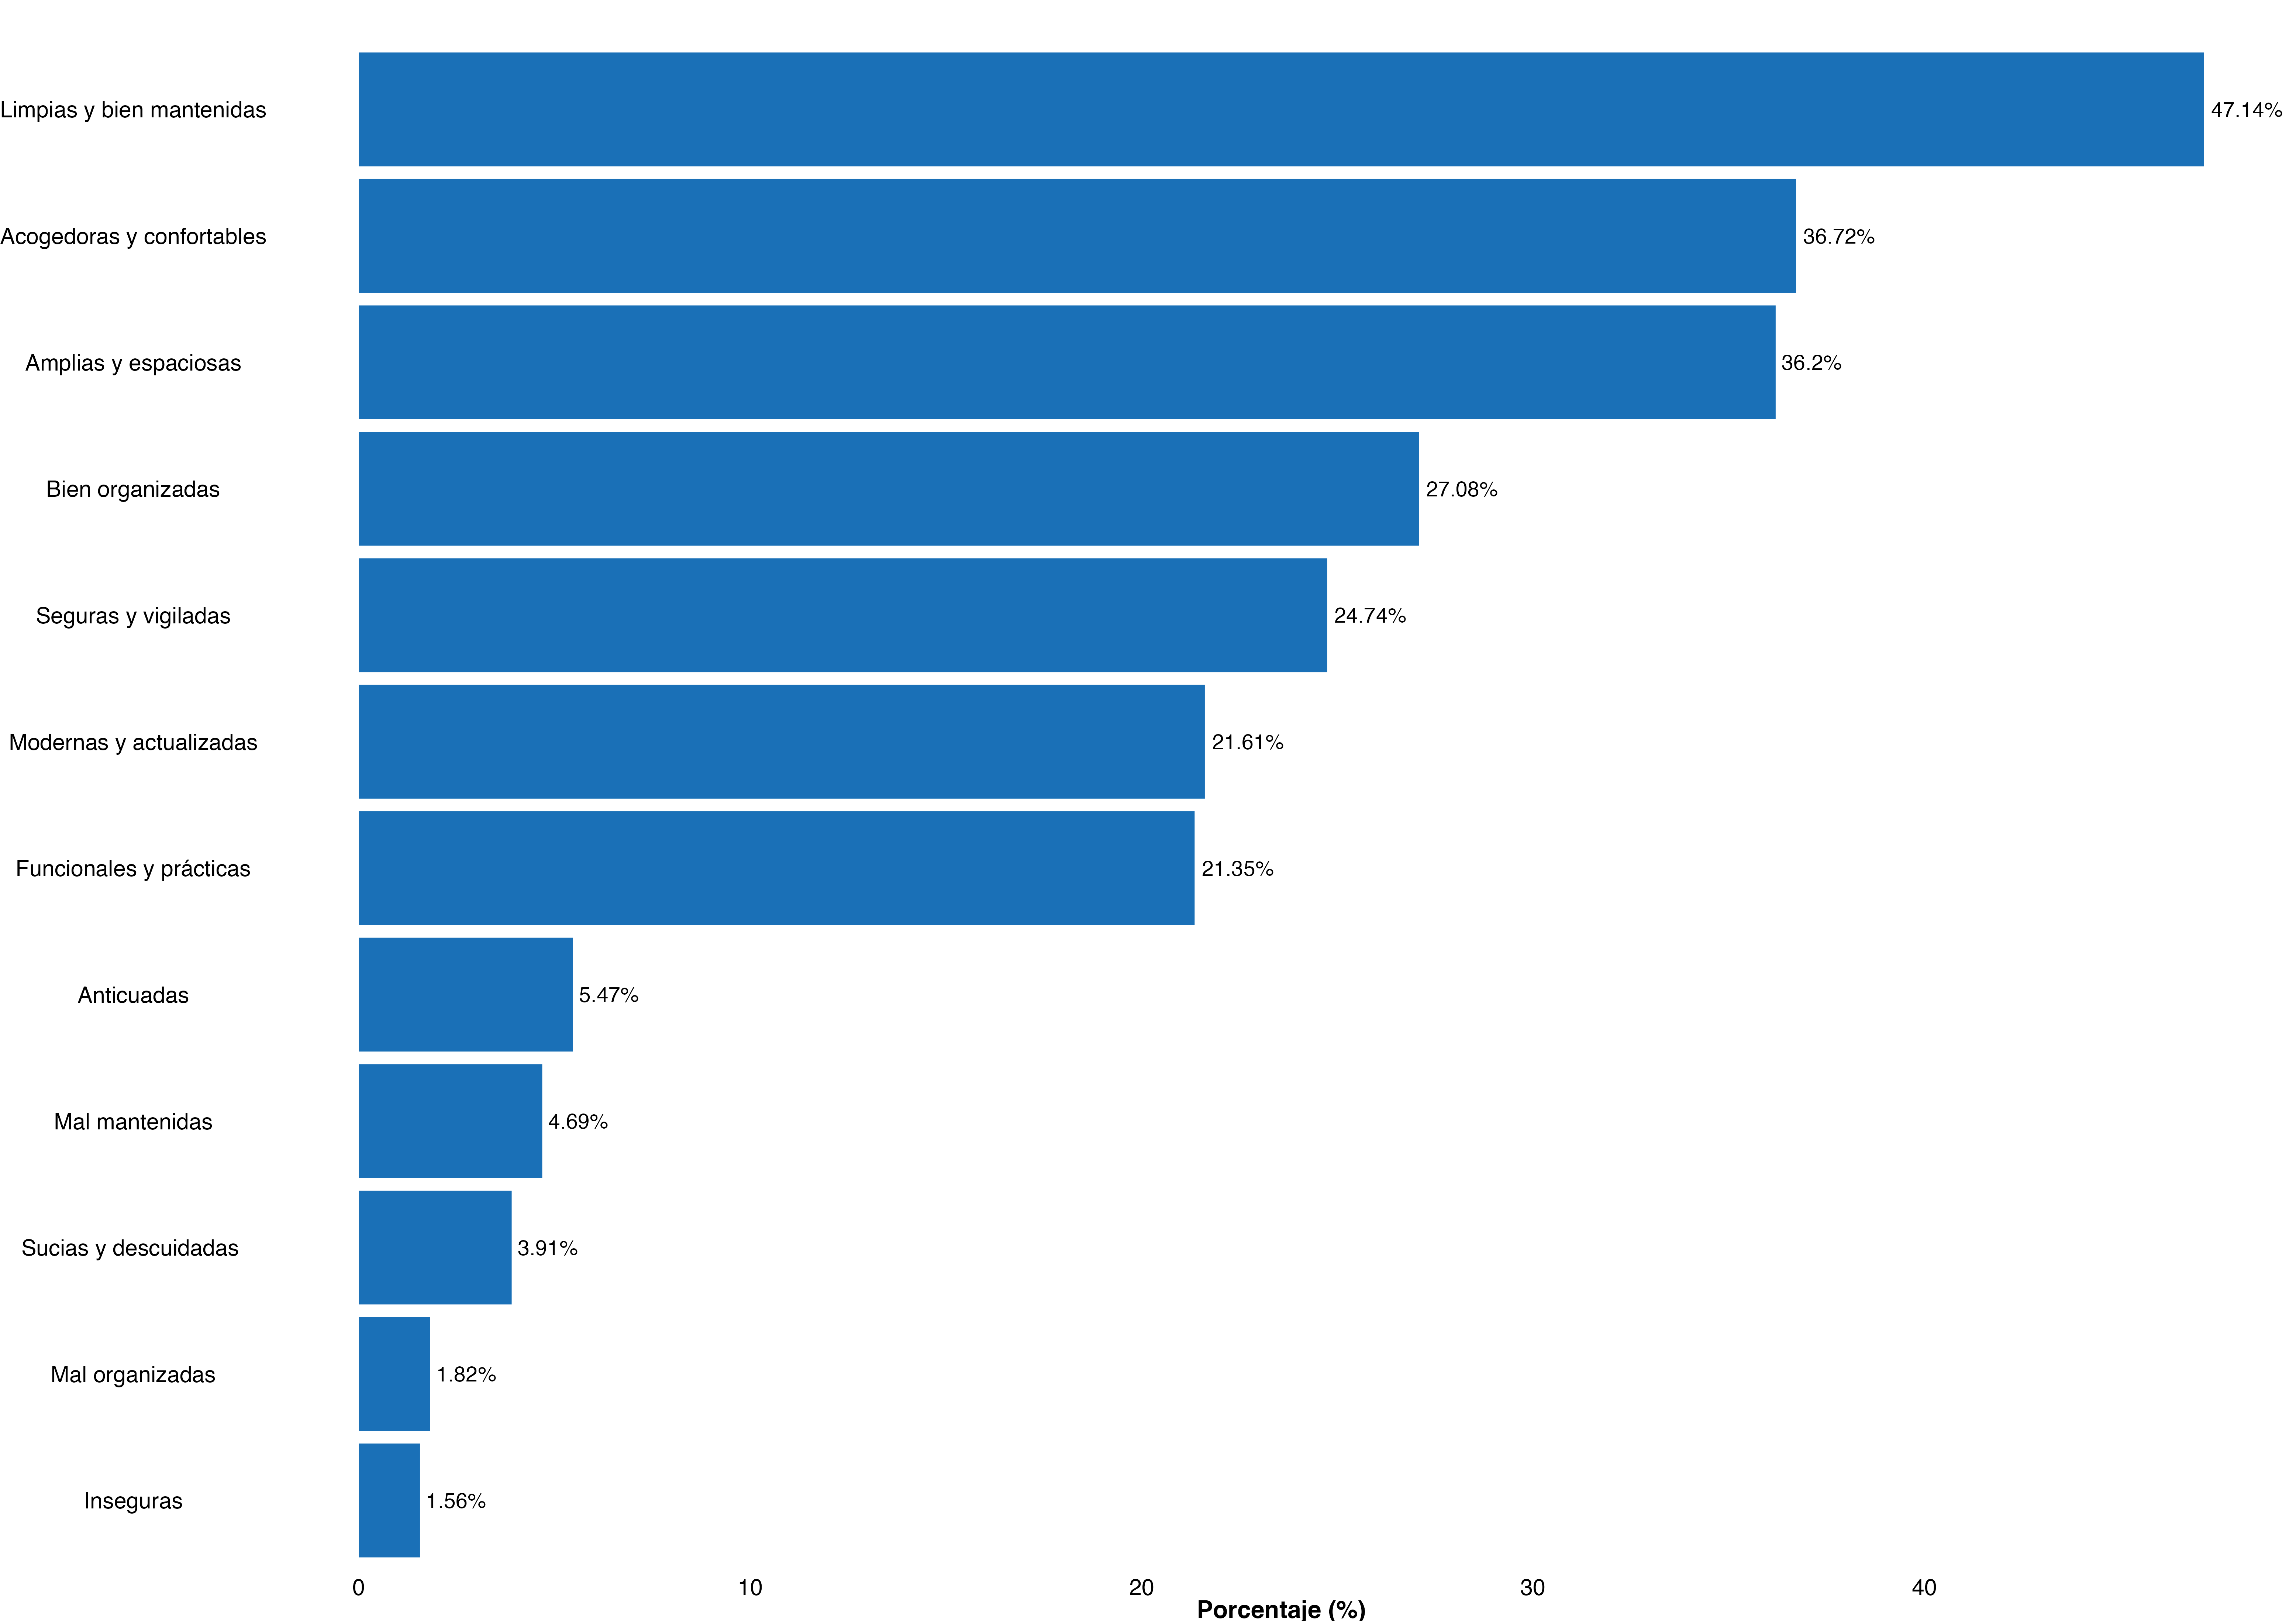 Limpias y bien mantenidas 47.14%
Acogedoras y confortables 36.72%
Amplias y espaciosas 36.2%
Bien organizadas 27.08%
Seguras y vigiladas 24.74%
Modernas y actualizadas 21.61%
Funcionales y prácticas 21.35%
Anticuadas 5.47%
Mal mantenidas 4.69%
Sucias y descuidadas 3.91%
Mal organizadas 1.82%
Inseguras 1.56%
0 10 20 30 40
Porcentaje (%)